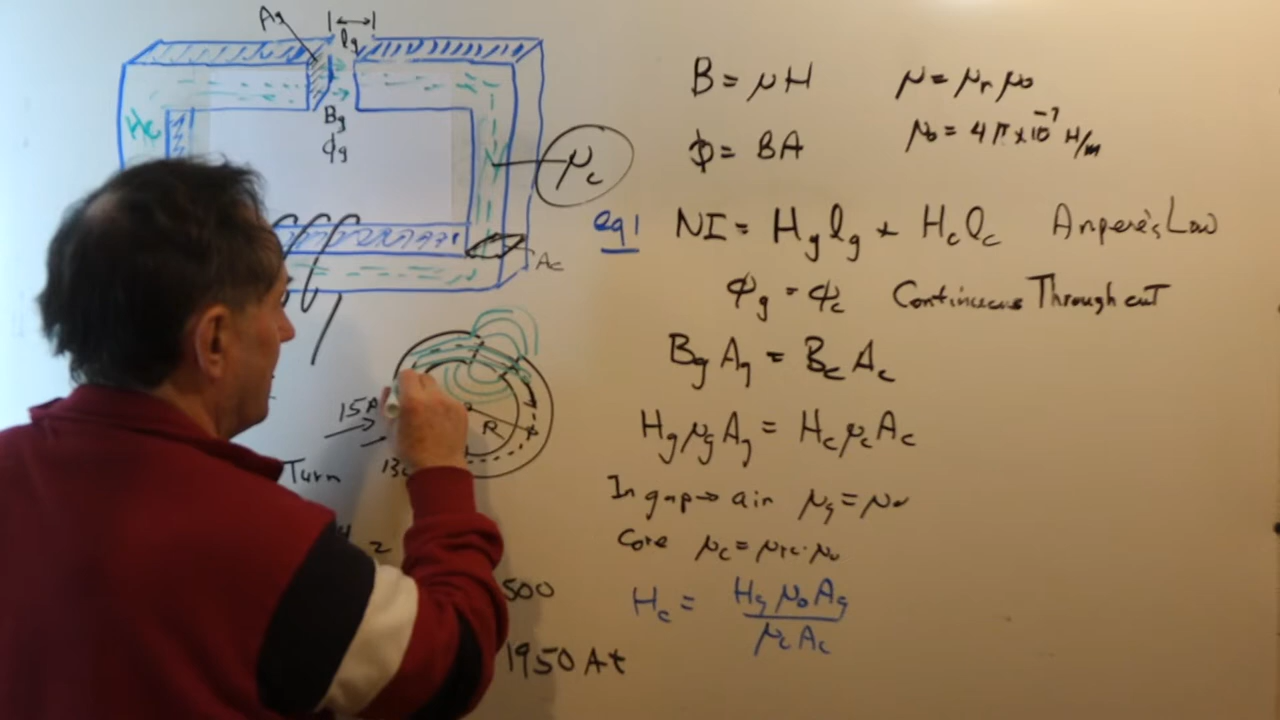 Ag
lg
Hc
Bg
ϕg
μc
Ac
15A
R
Turn
500
1950 At
B = μH
μ = μr μo
ϕ = BA
μo = 4π×10⁻⁷ H/m
eq1 NI = Hg lg + Hc lc Ampere's Law
ϕg = ϕc Continuous Throughout
Bg Ag = Bc Ac
Hg μg Ag = Hc μc Ac
In gap → air μg = μo
Core μc = μrc · μo
Hc = Hg μo Ag
μc Ac